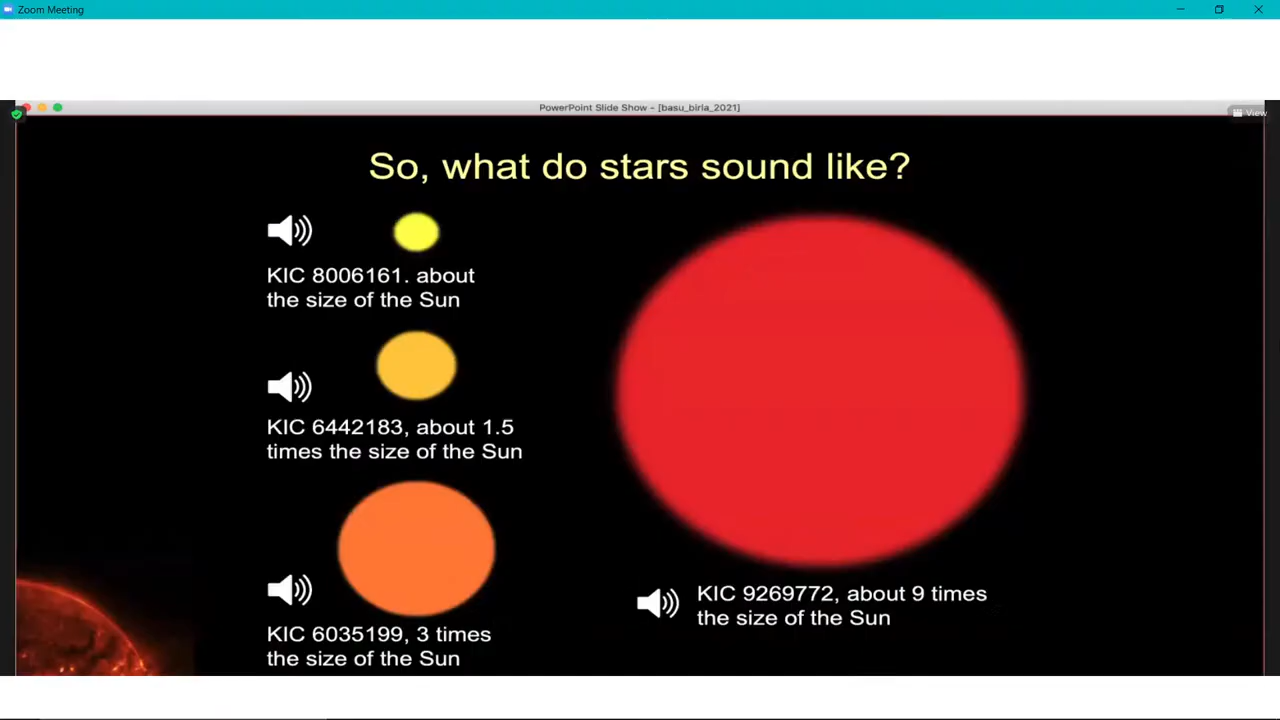 Zoom Meeting
PowerPoint Slide Show - [basu_birla_2021]
View
So, what do stars sound like?
KIC 8006161. about
the size of the Sun
KIC 6442183, about 1.5
times the size of the Sun
KIC 6035199, 3 times
the size of the Sun
KIC 9269772, about 9 times
the size of the Sun